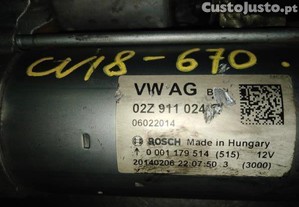 CustoJusto.pt
CV18-670.
VW AG
02Z 911 024
06022014
BOSCH Made in Hungary
0 001 179 514 (515) 12V
20140206 22:07:50 3 (3000)